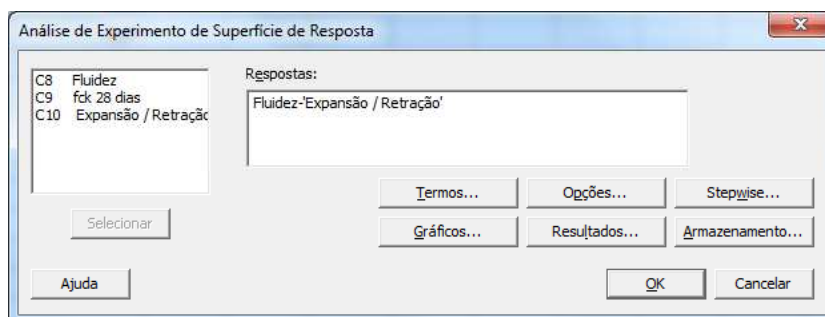 Análise de Experimento de Superfície de Resposta
C8 Fluidez
C9 fck 28 dias
C10 Expansão / Retração
Respostas:
Fluidez-'Expansão / Retração'
Selecionar
Termos...
Opções...
Stepwise...
Gráficos...
Resultados...
Armazenamento...
Ajuda
OK
Cancelar